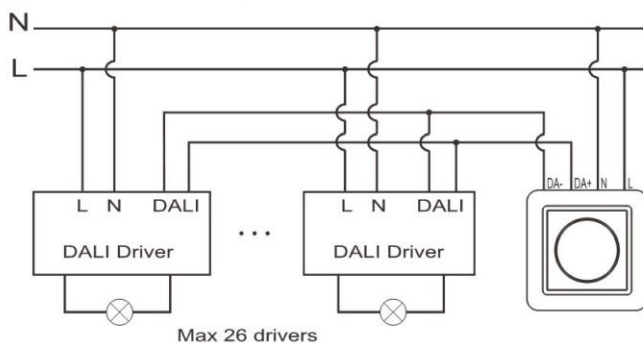 N
L
DA- DA+ N L
L N DALI
DALI Driver
...
L N DALI
DALI Driver
Max 26 drivers